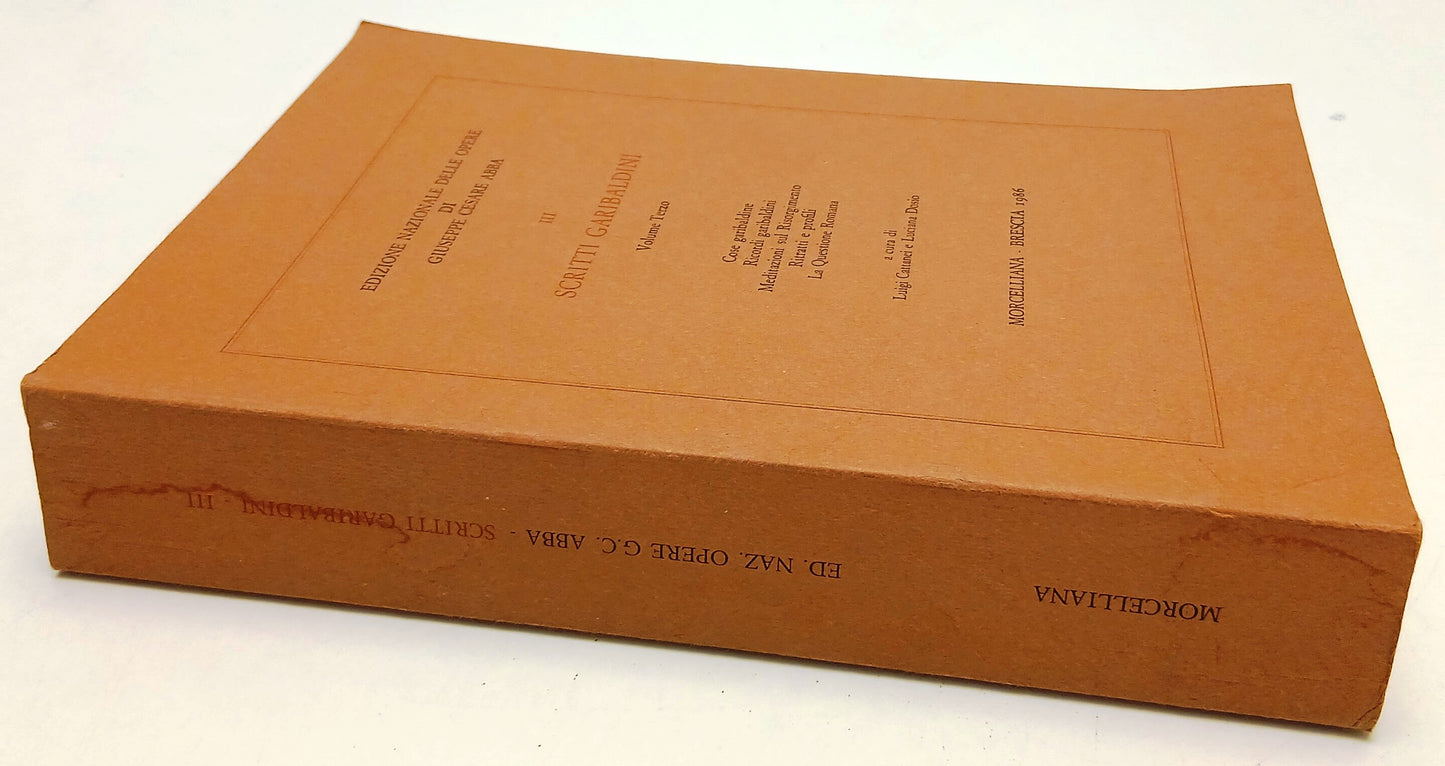 EDIZIONE NAZIONALE DELLE OPERE
DI
GIUSEPPE CESARE ABBA
III
SCRITTI GARIBALDINI
Volume Terzo
Cose garibaldine
Ricordi garibaldini
Meditazioni sul Risorgimento
Ritratti e profili
La Questione Romana
a cura di
Luigi Cattanei e Luciana Dosio
MORCELLIANA - BRESCIA 1986
MORCELLIANA
ED. NAZ. OPERE G.C. ABBA - SCRITTI GARIBALDINI - III